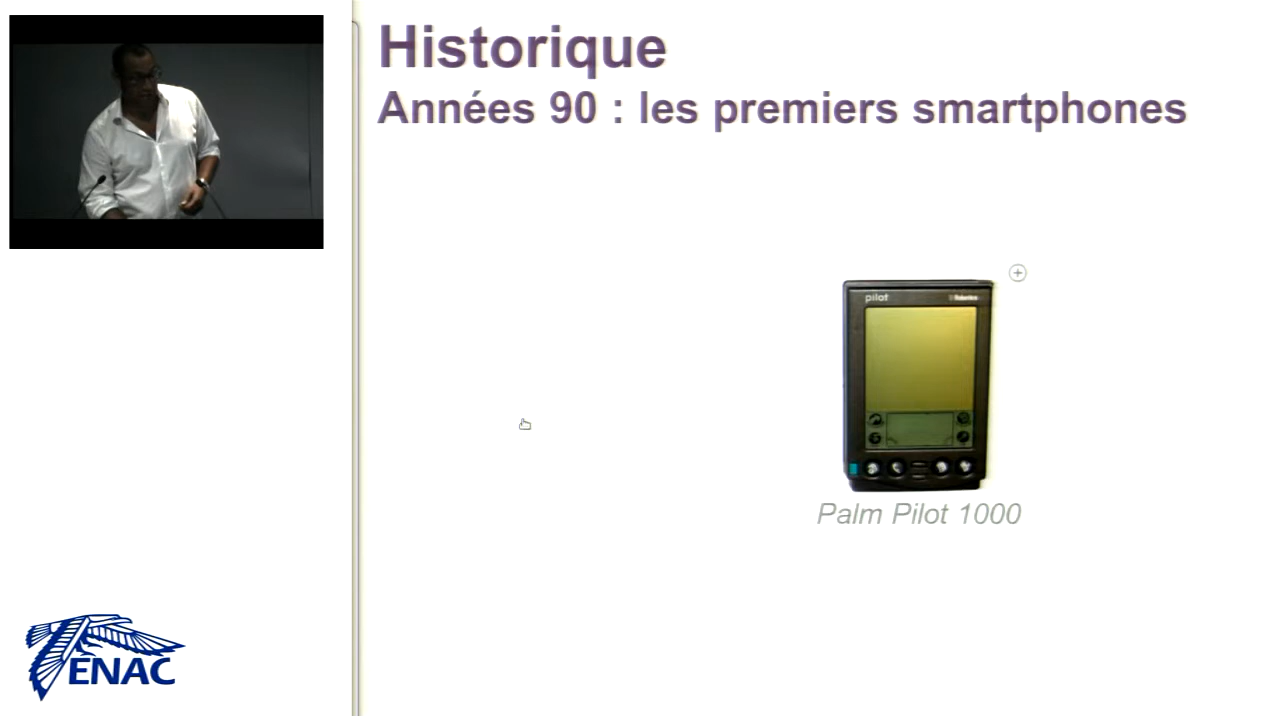 Historique
Années 90 : les premiers smartphones
pilot
Palm Pilot 1000
ENAC